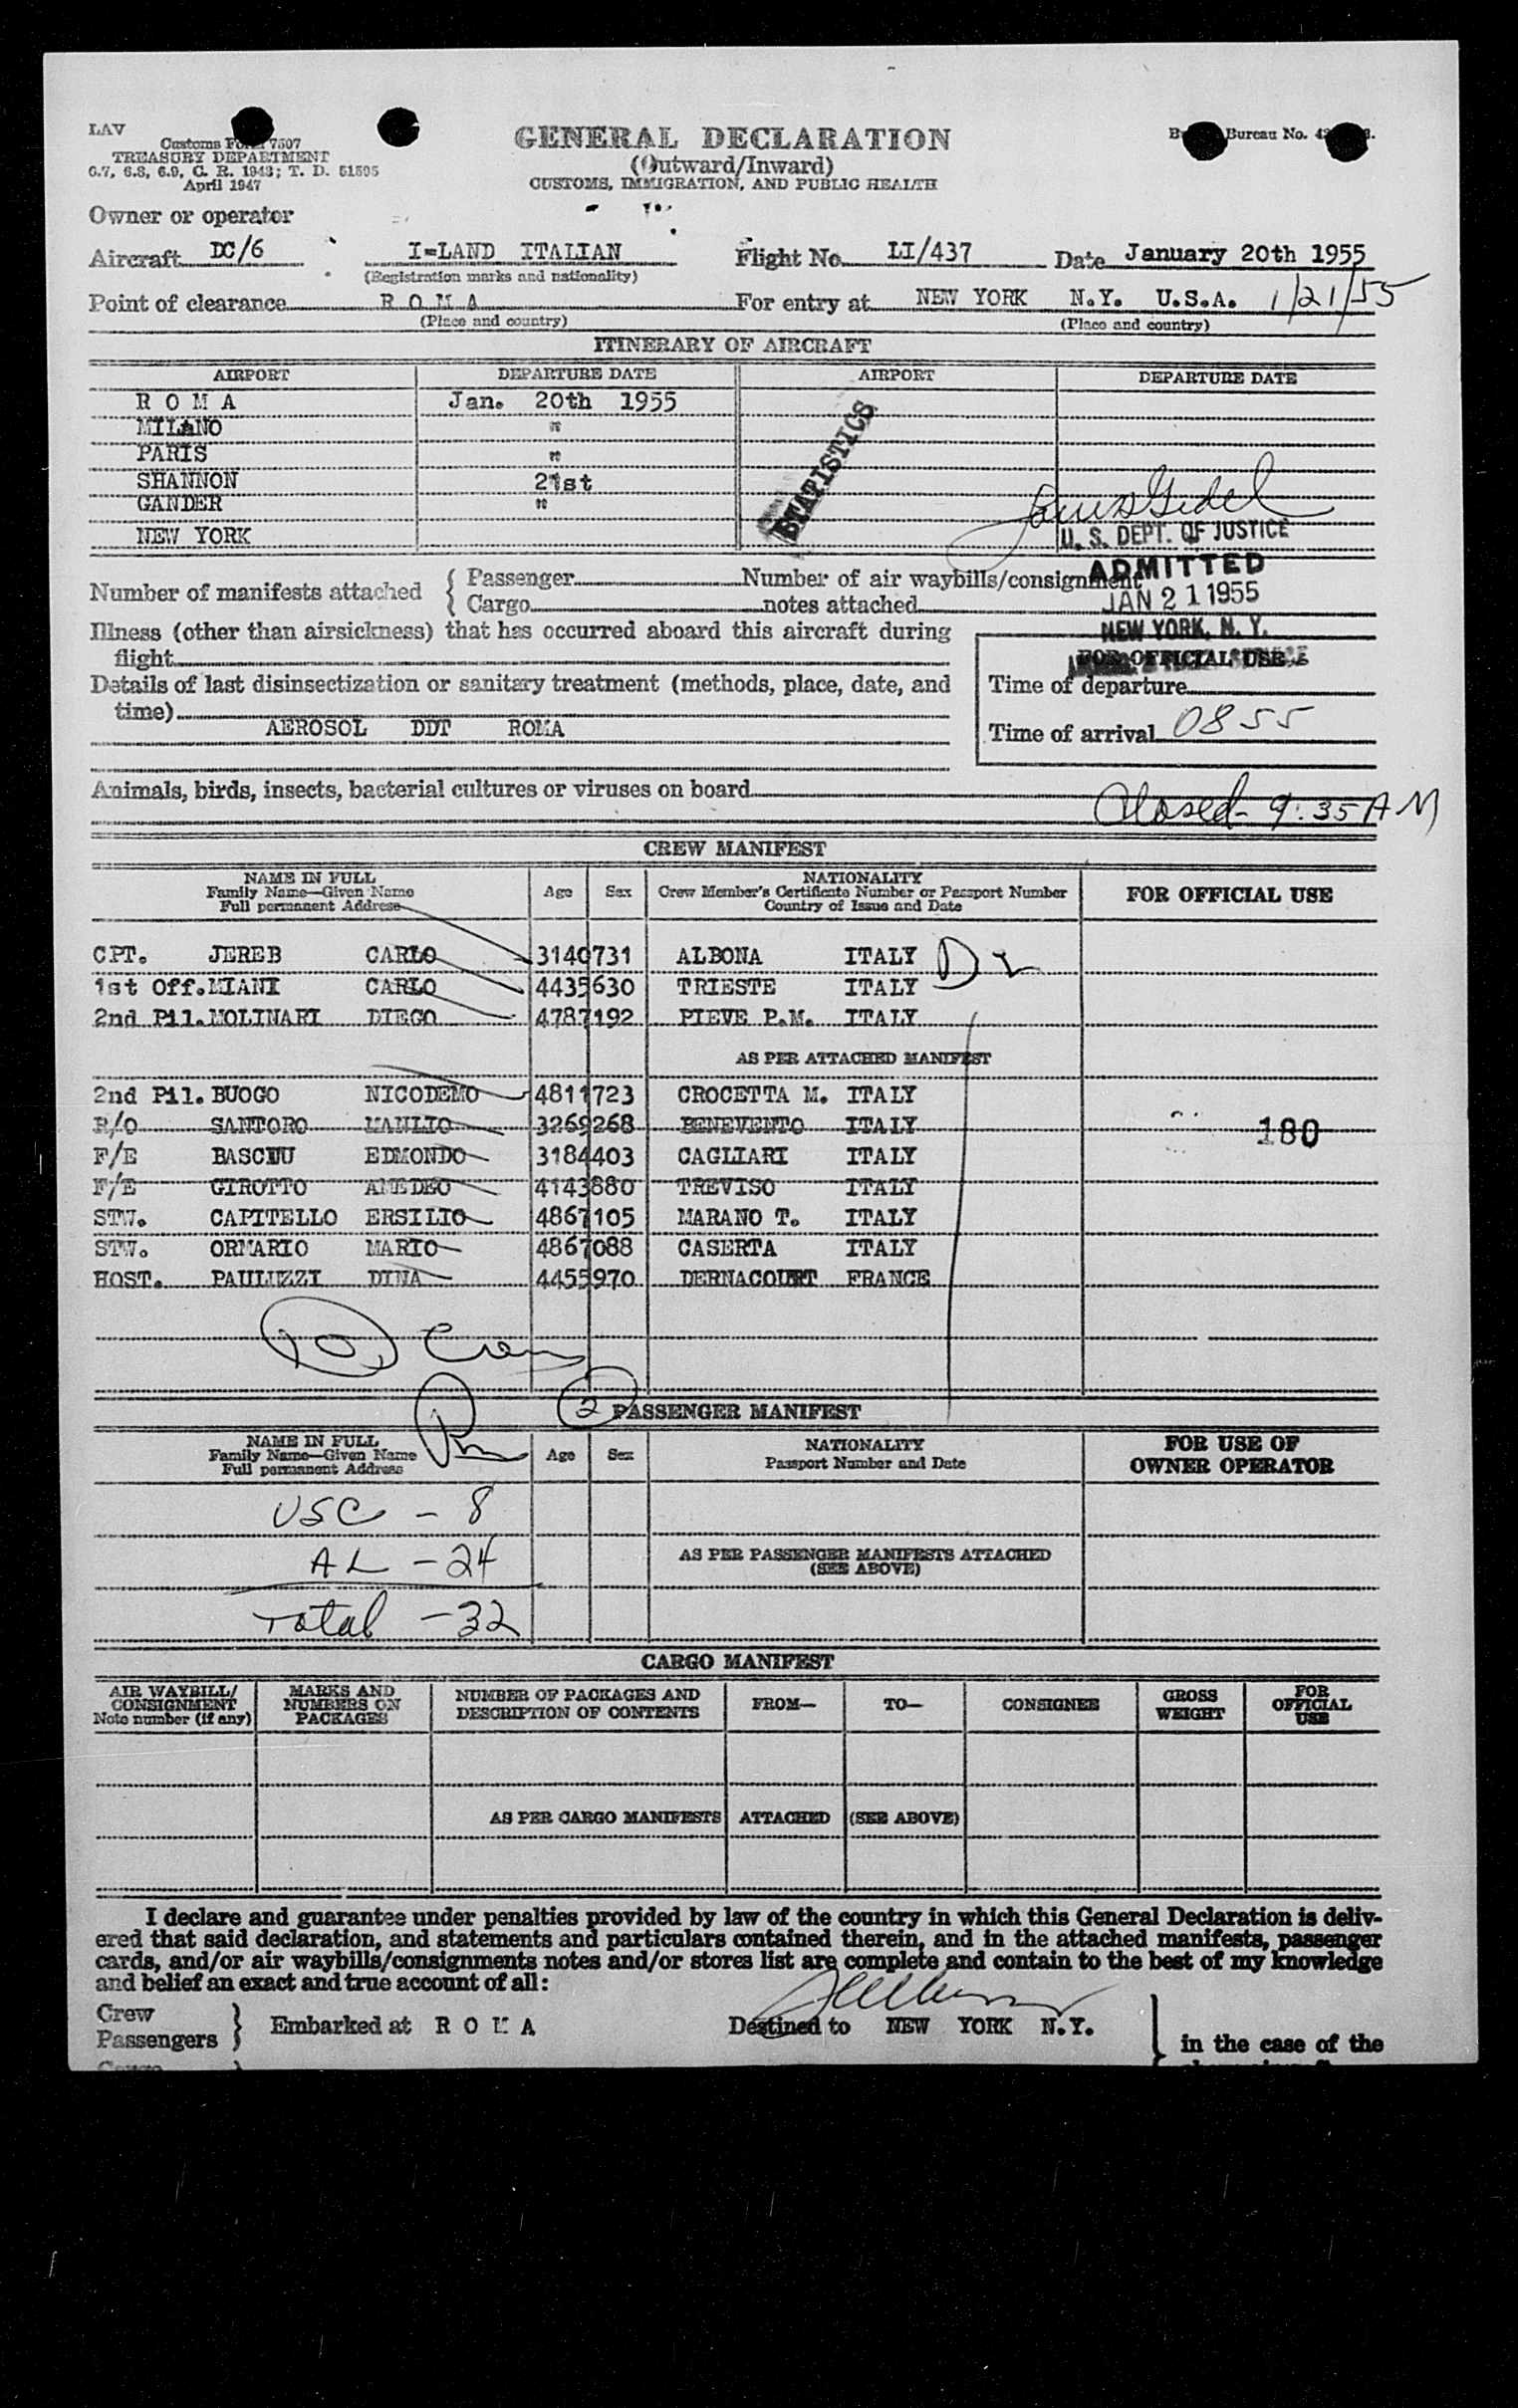 LAV
Customs Form 7507
TREASURY DEPARTMENT
6.7, 6.8, 6.9, C. R. 1943; T. D. 51595
April 1947
GENERAL DECLARATION
(Outward/Inward)
CUSTOMS, IMMIGRATION, AND PUBLIC HEALTH
Bureau No.
Owner or operator
Aircraft DC/6 I=LAND ITALIAN Flight No. LI/437 Date January 20th 1955
(Registration marks and nationality)
Point of clearance R O M A For entry at NEW YORK N.Y. U.S.A. 1/21/55
(Place and country) (Place and country)
ITINERARY OF AIRCRAFT
AIRPORT DEPARTURE DATE AIRPORT DEPARTURE DATE
R O M A Jan. 20th 1955
MILANO "
PARIS "
SHANNON 21st
GANDER "
NEW YORK
STATISTICS
U. S. DEPT. OF JUSTICE
ADMITTED
JAN 21 1955
NEW YORK, N. Y.
Number of manifests attached { Passenger Number of air waybills/consignment
{ Cargo notes attached
Illness (other than airsickness) that has occurred aboard this aircraft during
flight
FOR OFFICIAL USE
Details of last disinsectization or sanitary treatment (methods, place, date, and
time)
AEROSOL DDT ROMA
Time of departure
Time of arrival 0855
Animals, birds, insects, bacterial cultures or viruses on board
Closed - 9:35 AM
CREW MANIFEST
NAME IN FULL
Family Name—Given Name
Full permanent Address
Age Sex
NATIONALITY
Crew Member's Certificate Number or Passport Number
Country of Issue and Date
FOR OFFICIAL USE
CPT. JEREB CARLO 3140731 ALBONA ITALY
1st Off. MIANI CARLO 4435630 TRIESTE ITALY
2nd Pil. MOLINARI DIEGO 4787192 PIEVE P.M. ITALY
AS PER ATTACHED MANIFEST
2nd Pil. BUOGO NICODEMO 4811723 CROCETTA M. ITALY
R/O SANTORO MANLIO 3269268 BENEVENTO ITALY 180
F/E BASCHU EDMONDO 3184403 CAGLIARI ITALY
F/E GIROTTO AMEDEO 4143880 TREVISO ITALY
STW. CAPITELLO ERSILIO 4867105 MARANO T. ITALY
STW. ORMARIO MARIO 4867088 CASERTA ITALY
HOST. PAULUZZI DINA 4455970 DERNACOURT FRANCE
10 Crew
2 PASSENGER MANIFEST
NAME IN FULL
Family Name—Given Name
Full permanent Address
Age Sex
NATIONALITY
Passport Number and Date
FOR USE OF
OWNER OPERATOR
USC - 8
AL - 24
Total - 32
AS PER PASSENGER MANIFESTS ATTACHED
(SEE ABOVE)
CARGO MANIFEST
AIR WAYBILL/
CONSIGNMENT
Note number (if any)
MARKS AND
NUMBERS ON
PACKAGES
NUMBER OF PACKAGES AND
DESCRIPTION OF CONTENTS
FROM—
TO—
CONSIGNEE
GROSS
WEIGHT
FOR
OFFICIAL
USE
AS PER CARGO MANIFESTS ATTACHED (SEE ABOVE)
I declare and guarantee under penalties provided by law of the country in which this General Declaration is deliv-
ered that said declaration, and statements and particulars contained therein, and in the attached manifests, passenger
cards, and/or air waybills/consignments notes and/or stores list are complete and contain to the best of my knowledge
and belief an exact and true account of all:
Crew
Passengers } Embarked at R O M A Destined to NEW YORK N.Y. } in the case of the